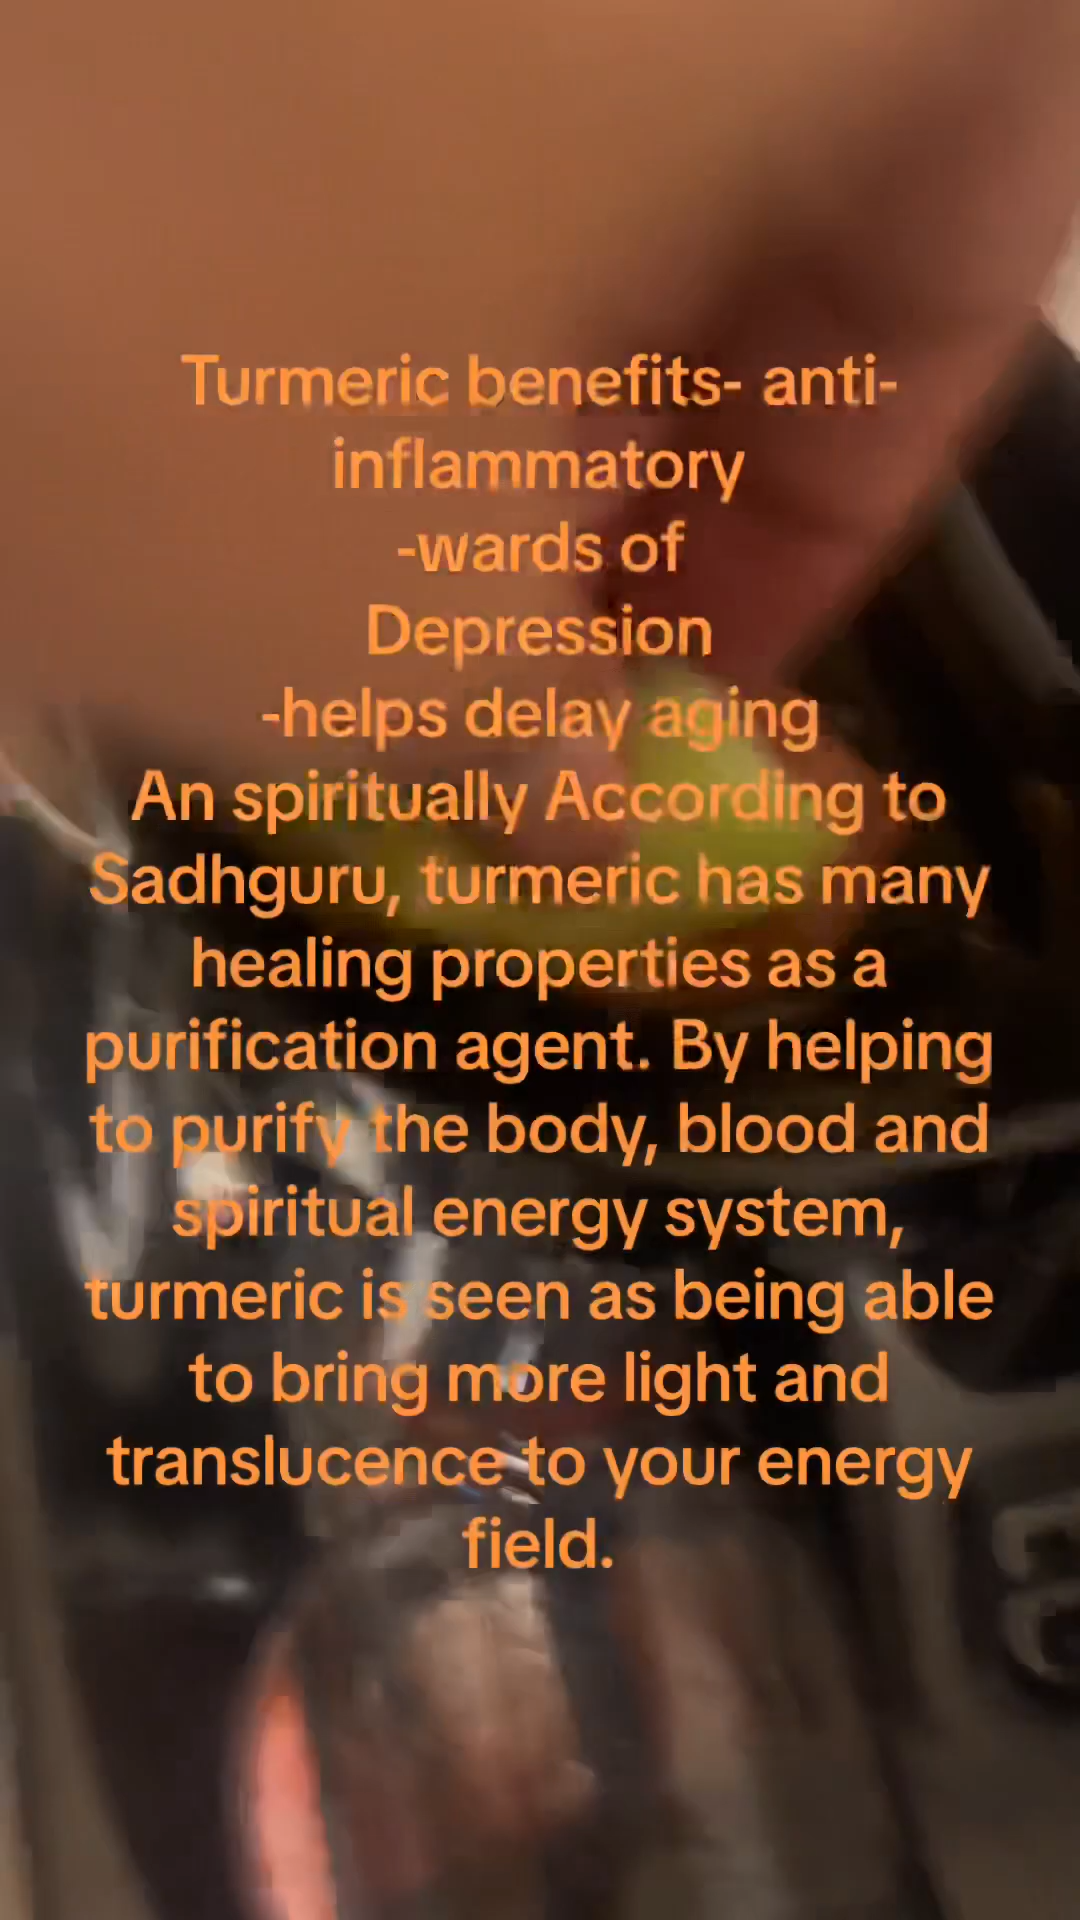 Turmeric benefits- anti-
inflammatory
-wards of
Depression
-helps delay aging
An spiritually According to
Sadhguru, turmeric has many
healing properties as a
purification agent. By helping
to purify the body, blood and
spiritual energy system,
turmeric is seen as being able
to bring more light and
translucence to your energy
field.